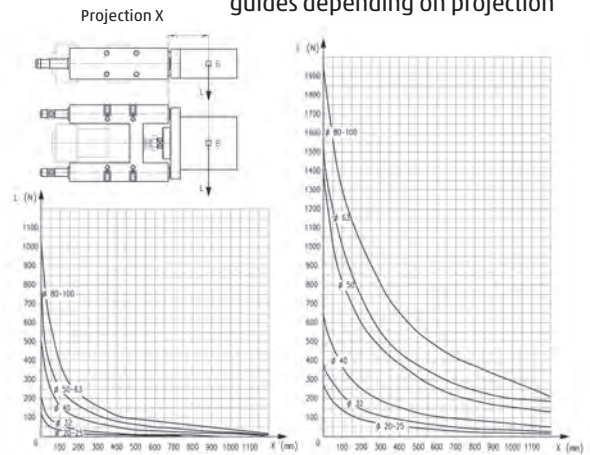 guides depending on projection
Projection X
G
L
G
L
(N)
1100
1000
900
800
700
600
500
400
300
200
100
0
ϕ 80-100
ϕ 50-63
ϕ 40
ϕ 32
ϕ 20-25
150 200 300 400 500 600 700 800 900 1000 1100 X (mm)
(N)
1900
1800
1700
1600
1500
1400
1300
1200
1100
1000
900
800
700
600
500
400
300
200
100
0
ϕ 80-100
ϕ 63
ϕ 50
ϕ 40
ϕ 32
ϕ 20-25
100 200 300 400 500 600 700 800 900 1000 1100 X (mm)